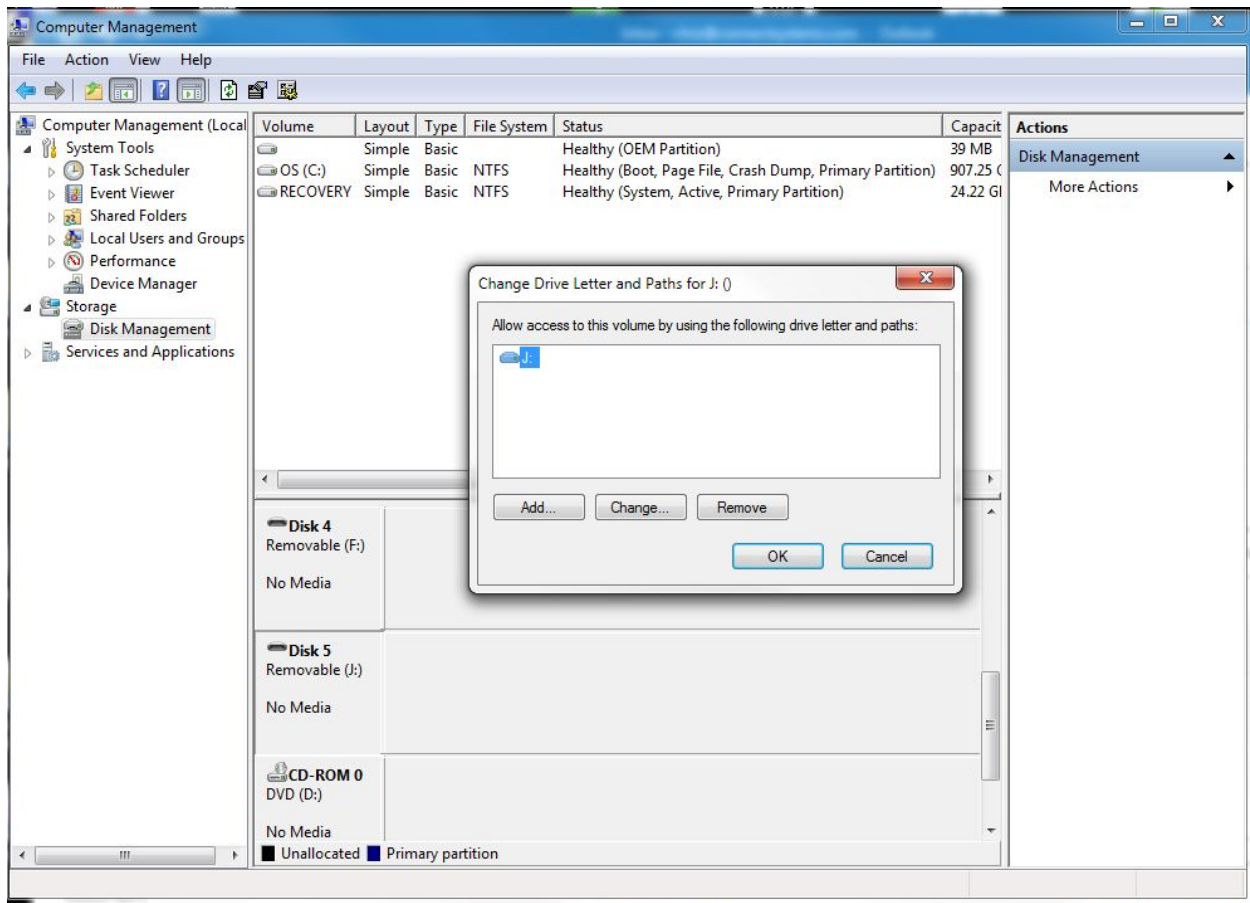 Computer Management
File Action View Help
Computer Management (Local
System Tools
Task Scheduler
Event Viewer
Shared Folders
Local Users and Groups
Performance
Device Manager
Storage
Disk Management
Services and Applications
Volume Layout Type File System Status Capacit
Simple Basic Healthy (OEM Partition) 39 MB
OS (C:) Simple Basic NTFS Healthy (Boot, Page File, Crash Dump, Primary Partition) 907.25 (
RECOVERY Simple Basic NTFS Healthy (System, Active, Primary Partition) 24.22 GI
Actions
Disk Management
More Actions
Change Drive Letter and Paths for J: ()
Allow access to this volume by using the following drive letter and paths:
J:
Add... Change... Remove
OK Cancel
Disk 4
Removable (F:)
No Media
Disk 5
Removable (J:)
No Media
CD-ROM 0
DVD (D:)
No Media
Unallocated Primary partition